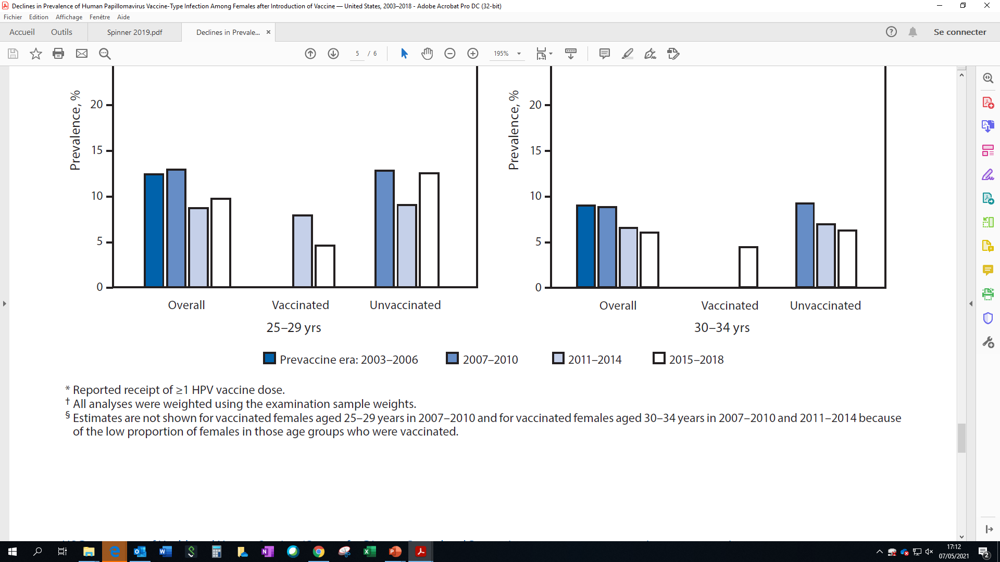 Declines in Prevalence of Human Papillomavirus Vaccine-Type Infection Among Females after Introduction of Vaccine — United States, 2003–2018 - Adobe Acrobat Pro DC (32-bit)
Fichier Edition Affichage Fenêtre Aide
Accueil Outils Spinner 2019.pdf Declines in Prevale... × Se connecter
5 / 6 195%
Prevalence, %
20
15
10
5
0
Overall Vaccinated Unvaccinated
25–29 yrs
Prevalence, %
20
15
10
5
0
Overall Vaccinated Unvaccinated
30–34 yrs
Prevaccine era: 2003–2006 2007–2010 2011–2014 2015–2018
* Reported receipt of ≥1 HPV vaccine dose.
† All analyses were weighted using the examination sample weights.
§ Estimates are not shown for vaccinated females aged 25–29 years in 2007–2010 and for vaccinated females aged 30–34 years in 2007–2010 and 2011–2014 because
of the low proportion of females in those age groups who were vaccinated.
17:12
07/05/2021
2